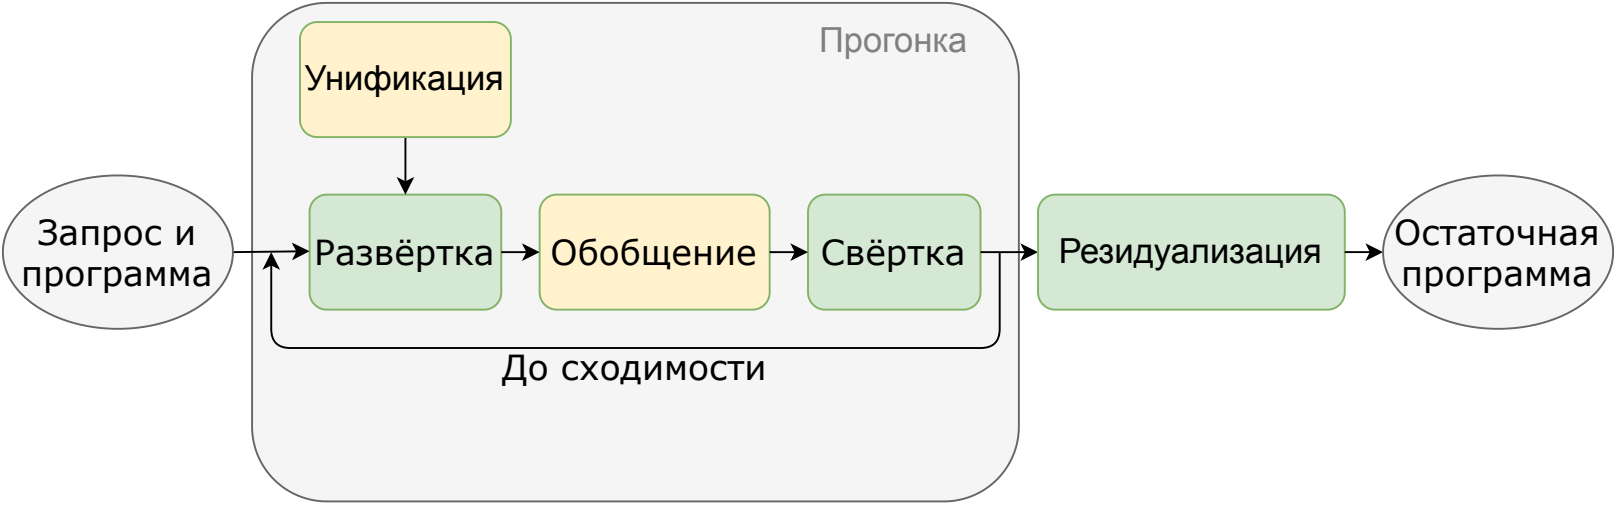 Прогонка
Унификация
Запрос и
программа
Развёртка
Обобщение
Свёртка
Резидуализация
Остаточная
программа
До сходимости